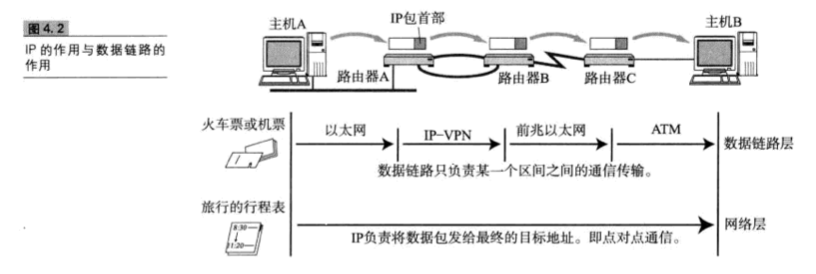 图 4.2
IP 的作用与数据链路的
作用
主机A
IP包首部
主机B
路由器A
路由器B
路由器C
火车票或机票
以太网
IP-VPN
前兆以太网
ATM
数据链路层
数据链路只负责某一个区间之间的通信传输。
旅行的行程表
8:30
11:20
网络层
IP负责将数据包发给最终的目标地址。即点对点通信。